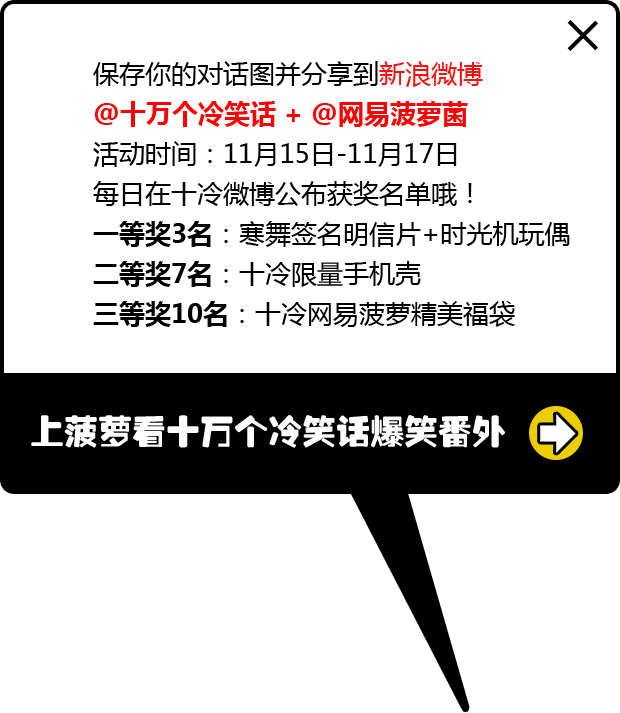 保存你的对话图并分享到新浪微博
@十万个冷笑话 + @网易菠萝菌
活动时间：11月15日-11月17日
每日在十冷微博公布获奖名单哦！
一等奖3名：寒舞签名明信片+时光机玩偶
二等奖7名：十冷限量手机壳
三等奖10名：十冷网易菠萝精美福袋
上菠萝看十万个冷笑话爆笑番外